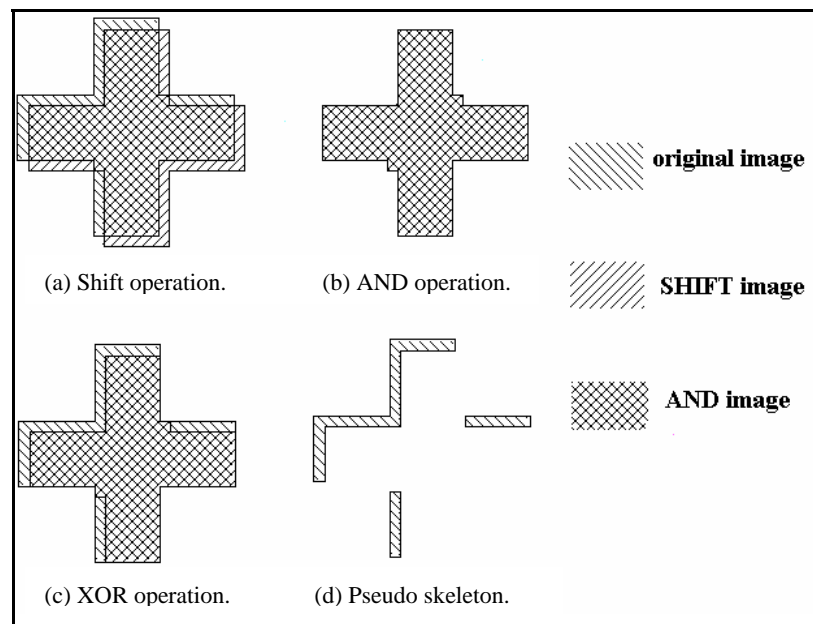 original image
(a) Shift operation.
(b) AND operation.
SHIFT image
AND image
(c) XOR operation.
(d) Pseudo skeleton.